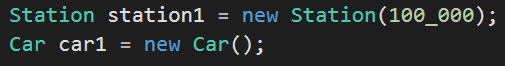 Station station1 = new Station(100_000);
Car car1 = new Car();